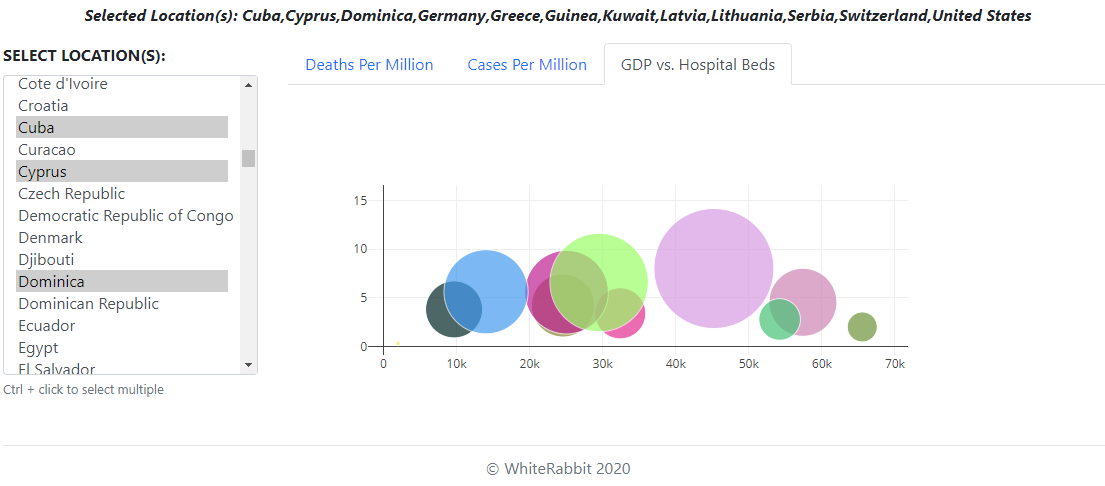 Selected Location(s): Cuba,Cyprus,Dominica,Germany,Greece,Guinea,Kuwait,Latvia,Lithuania,Serbia,Switzerland,United States
SELECT LOCATION(S):
Cote d'Ivoire
Croatia
Cuba
Curacao
Cyprus
Czech Republic
Democratic Republic of Congo
Denmark
Djibouti
Dominica
Dominican Republic
Ecuador
Egypt
El Salvador
Ctrl + click to select multiple
Deaths Per Million
Cases Per Million
GDP vs. Hospital Beds
15
10
5
0
0 10k 20k 30k 40k 50k 60k 70k
© WhiteRabbit 2020